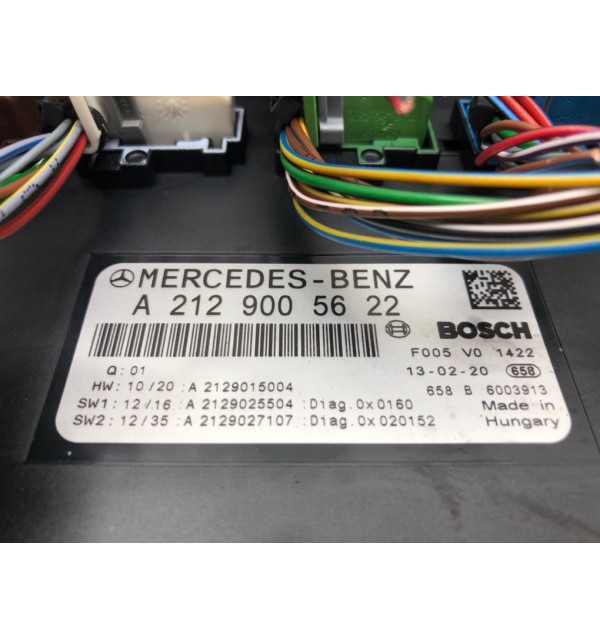 MERCEDES-BENZ
A 212 900 56 22
BOSCH
F005 V0 1422
Q: 01
13-02-20 658
HW: 10/20 :A 2129015004
658 B 6003913
SW1: 12/16 :A 2129025504 :Diag.0x0160
Made in
SW2: 12/35 :A 2129027107 :Diag.0x020152
Hungary